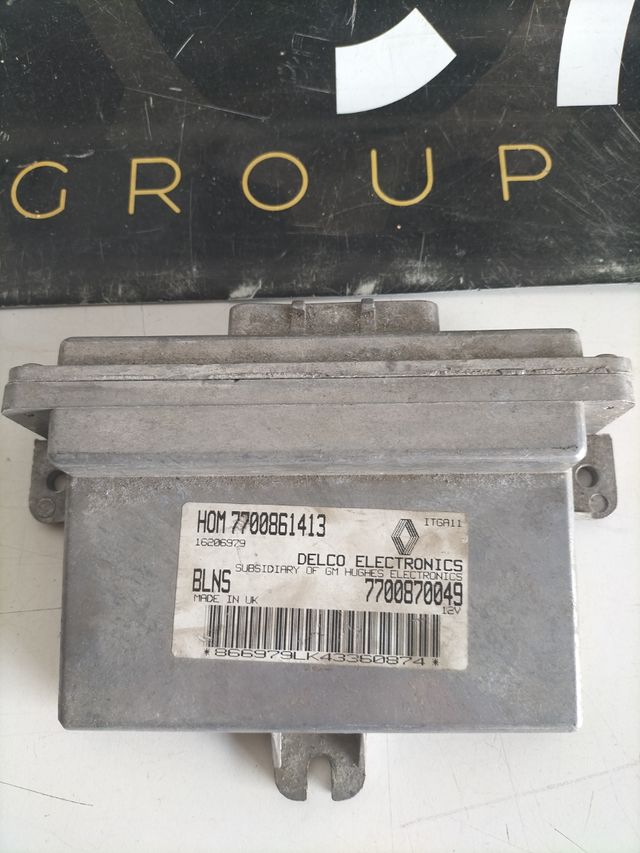 GROUP
HOM 7700861413
ITGA11
16206979
DELCO ELECTRONICS
SUBSIDIARY OF GM HUGHES ELECTRONICS
BLNS 7700870049
MADE IN UK 12V
*866979LK43360874*